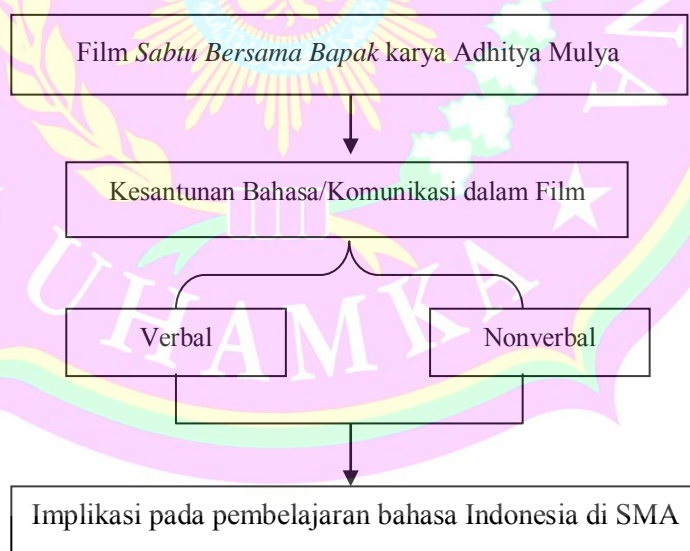 Film Sabtu Bersama Bapak karya Adhitya Mulya
Kesantunan Bahasa/Komunikasi dalam Film
Verbal
Nonverbal
UHAMKA
Implikasi pada pembelajaran bahasa Indonesia di SMA